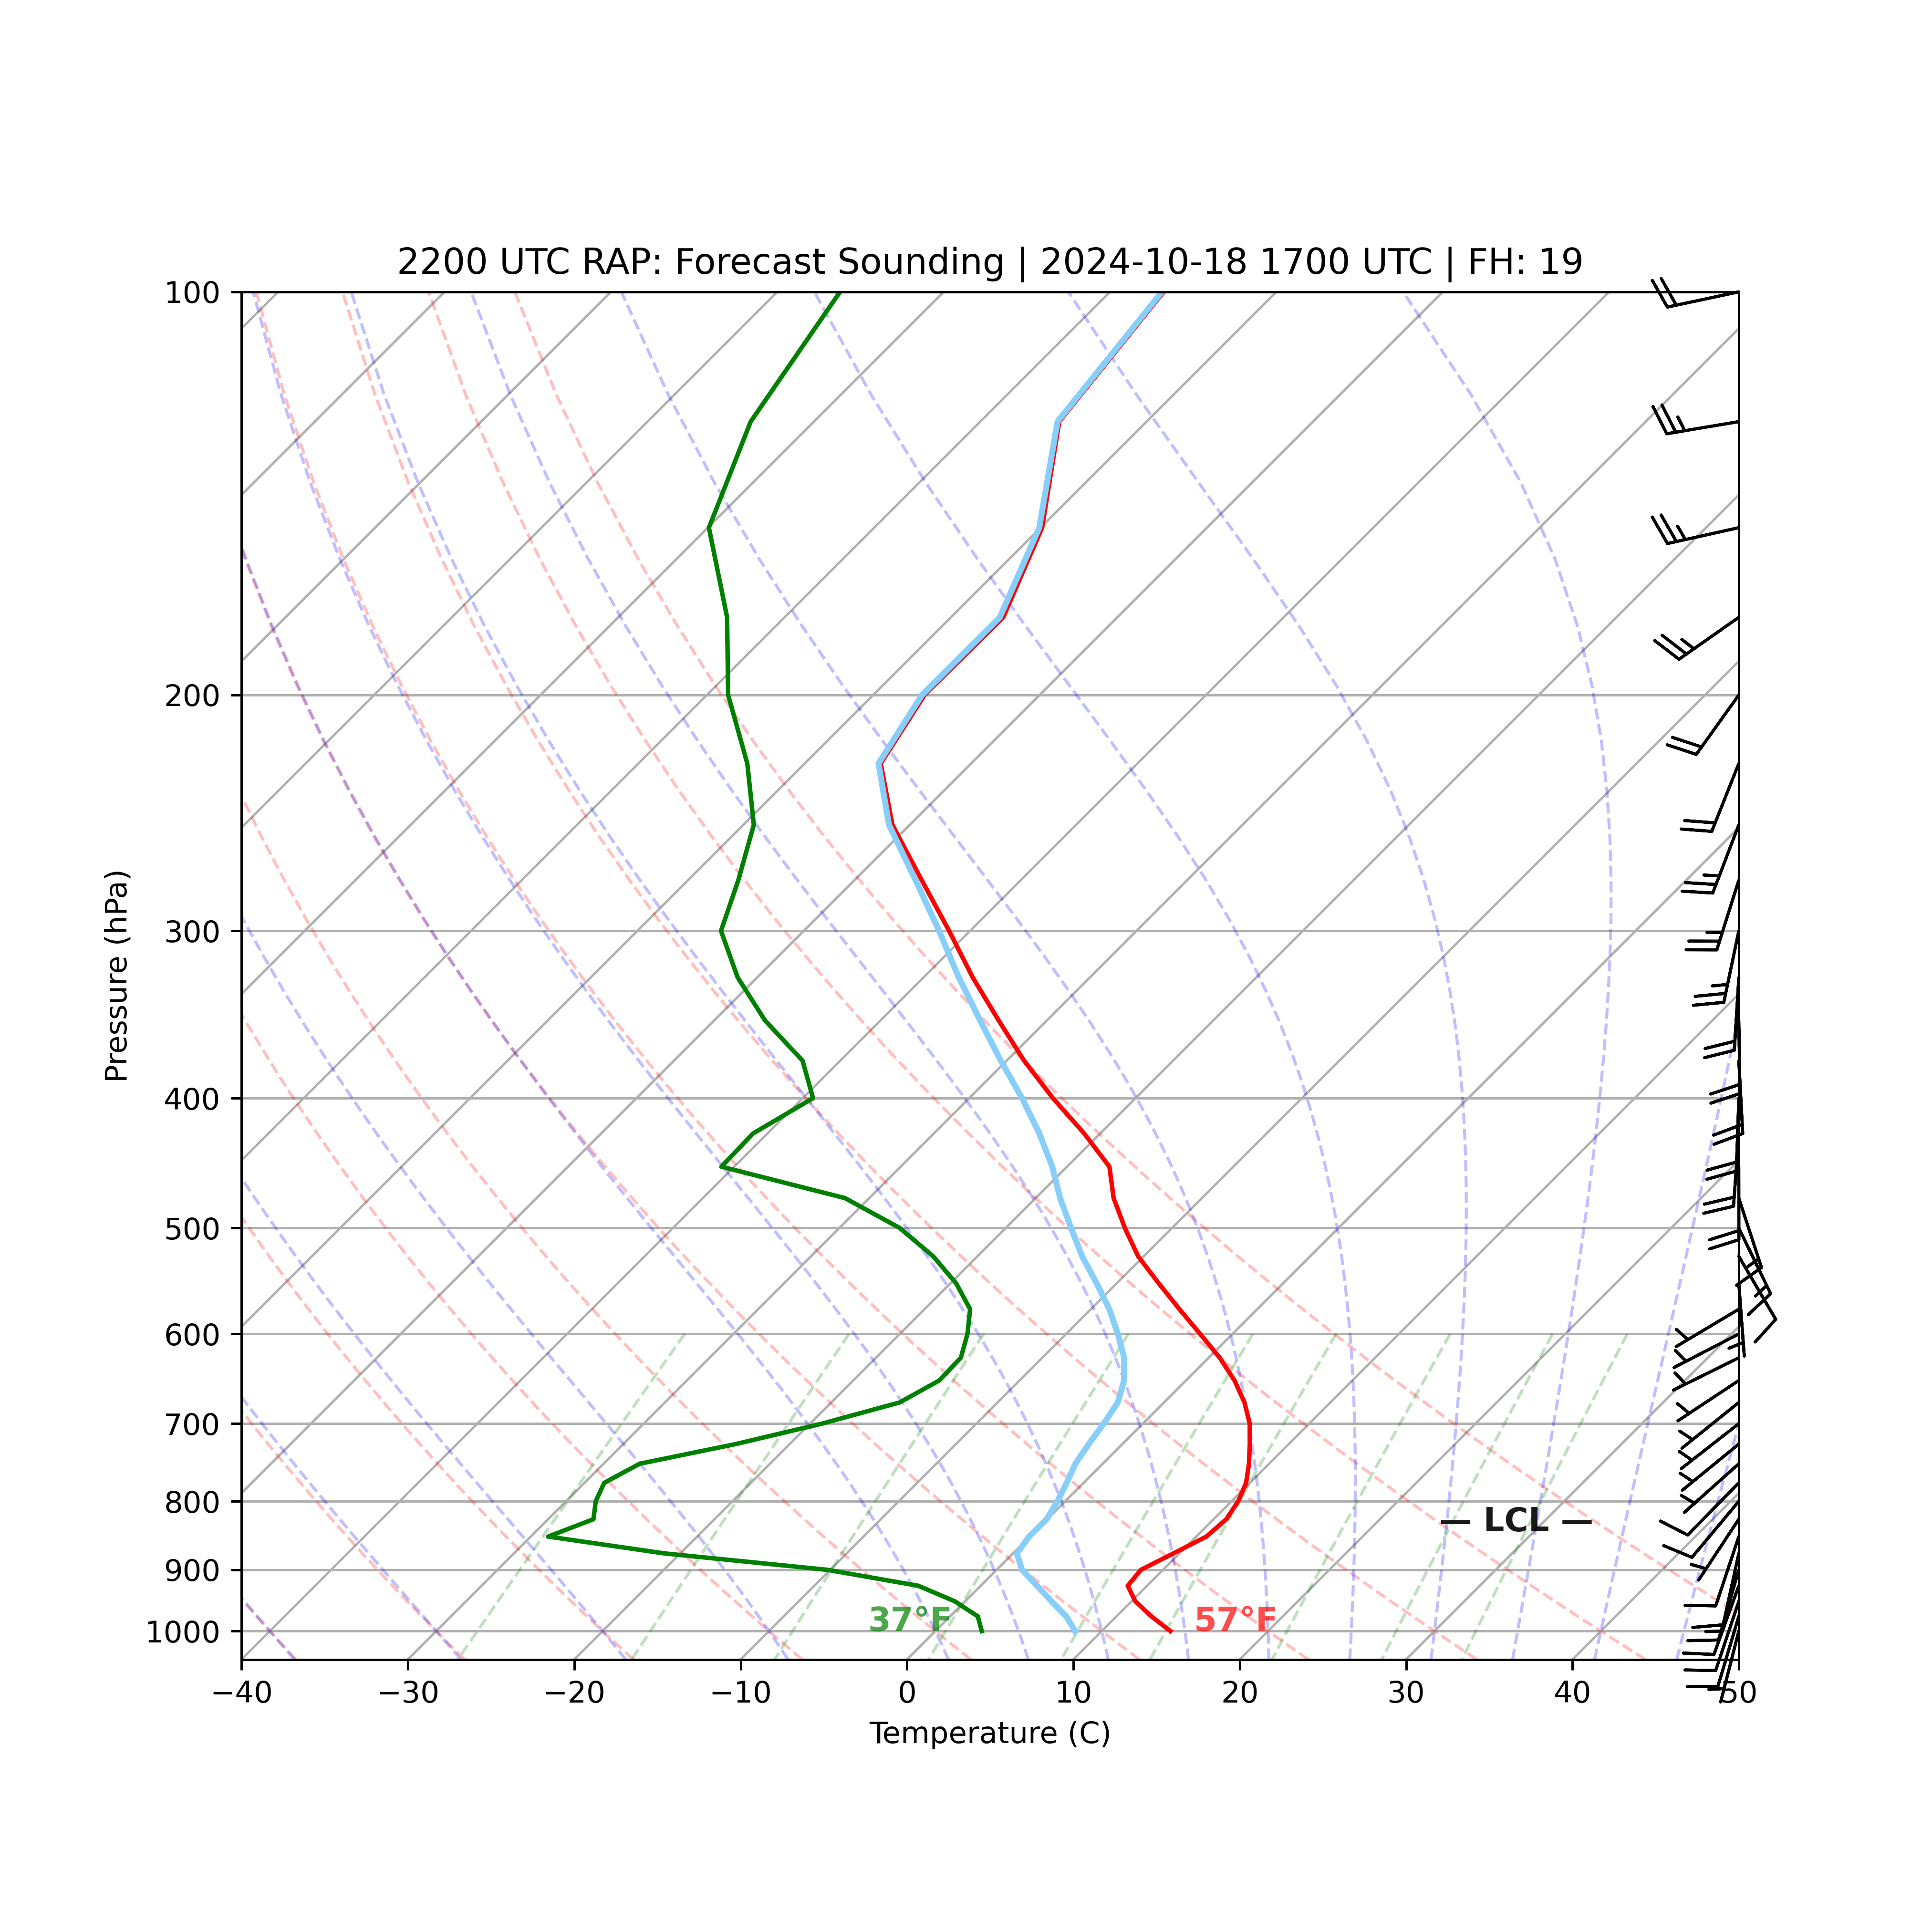 2200 UTC RAP: Forecast Sounding | 2024-10-18 1700 UTC | FH: 19
100
200
300
400
500
600
700
800
900
1000
Pressure (hPa)
— LCL —
37°F
57°F
−40 −30 −20 −10 0 10 20 30 40 50
Temperature (C)